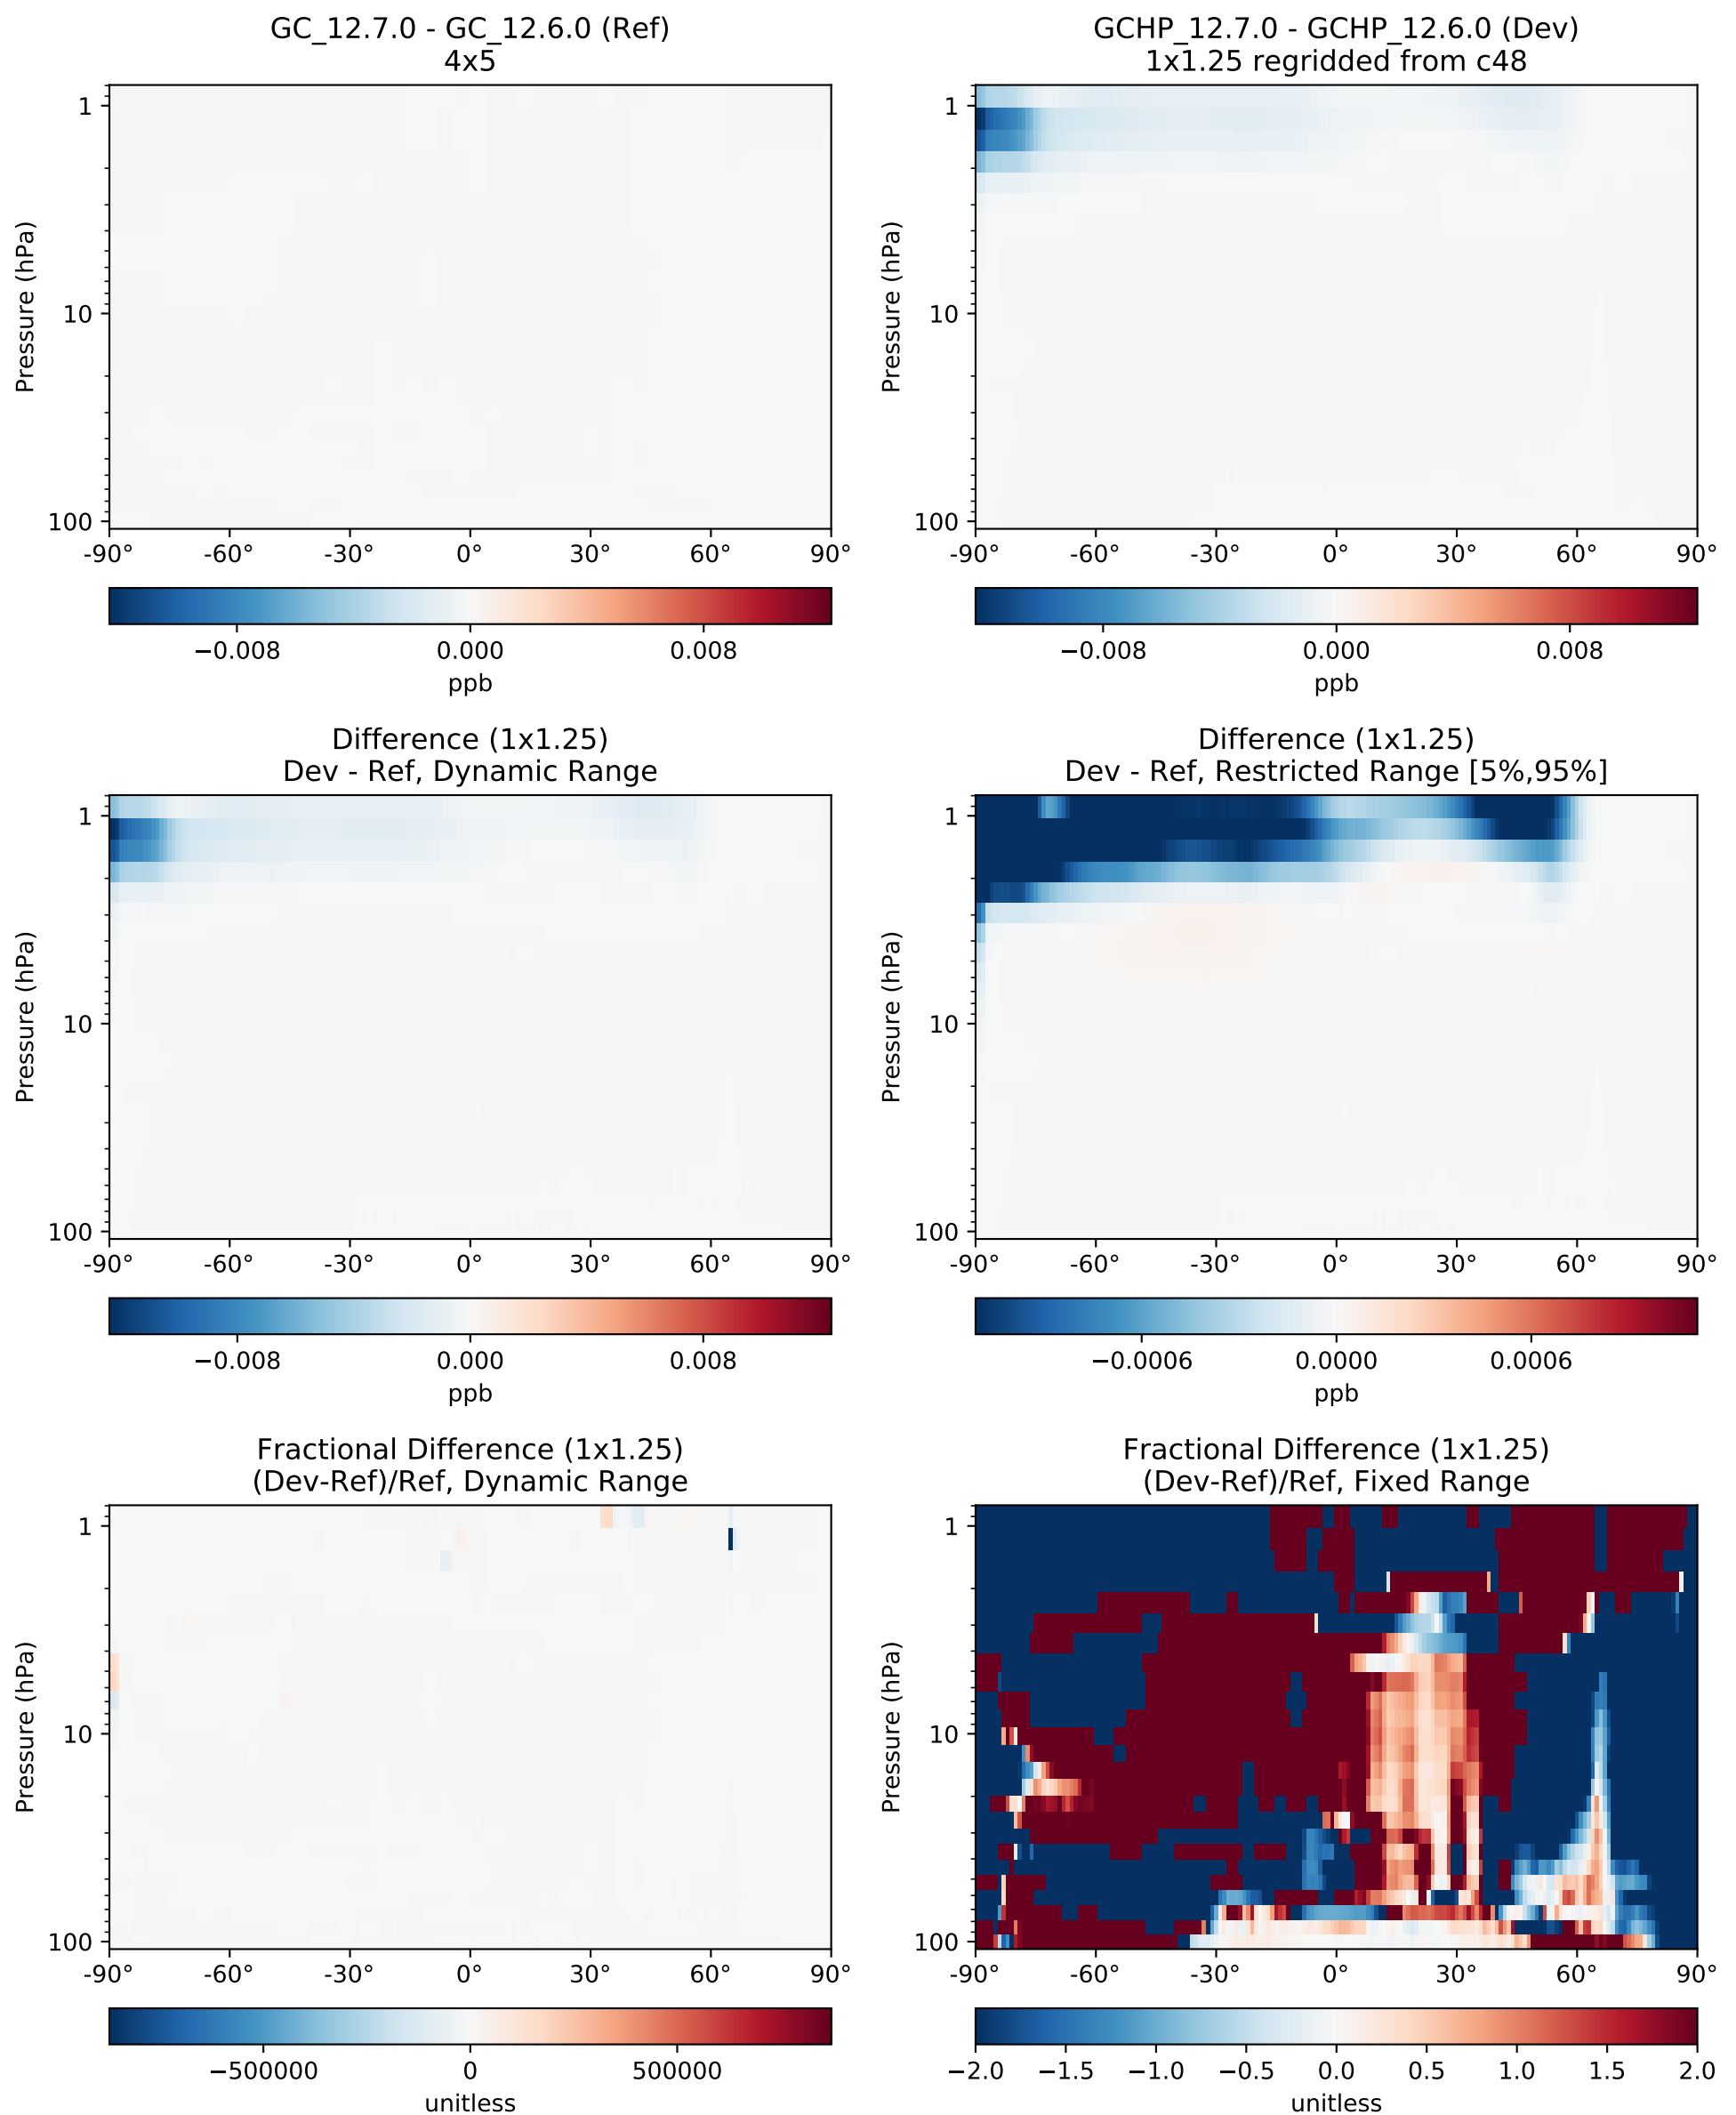 GC_12.7.0 - GC_12.6.0 (Ref)
4x5
Pressure (hPa)
1
10
100
-90° -60° -30° 0° 30° 60° 90°
−0.008 0.000 0.008
ppb
GCHP_12.7.0 - GCHP_12.6.0 (Dev)
1x1.25 regridded from c48
Pressure (hPa)
1
10
100
-90° -60° -30° 0° 30° 60° 90°
−0.008 0.000 0.008
ppb
Difference (1x1.25)
Dev - Ref, Dynamic Range
Pressure (hPa)
1
10
100
-90° -60° -30° 0° 30° 60° 90°
−0.008 0.000 0.008
ppb
Difference (1x1.25)
Dev - Ref, Restricted Range [5%,95%]
Pressure (hPa)
1
10
100
-90° -60° -30° 0° 30° 60° 90°
−0.0006 0.0000 0.0006
ppb
Fractional Difference (1x1.25)
(Dev-Ref)/Ref, Dynamic Range
Pressure (hPa)
1
10
100
-90° -60° -30° 0° 30° 60° 90°
−500000 0 500000
unitless
Fractional Difference (1x1.25)
(Dev-Ref)/Ref, Fixed Range
Pressure (hPa)
1
10
100
-90° -60° -30° 0° 30° 60° 90°
−2.0 −1.5 −1.0 −0.5 0.0 0.5 1.0 1.5 2.0
unitless